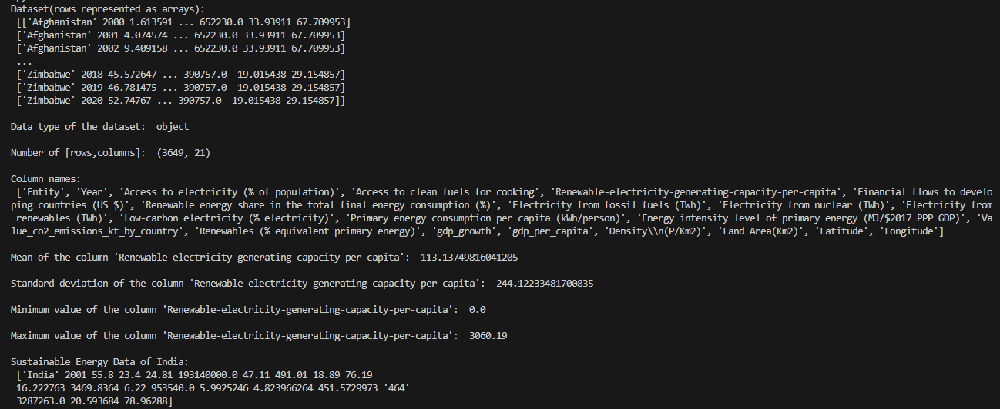 Dataset(rows represented as arrays):
[['Afghanistan' 2000 1.613591 ... 652230.0 33.93911 67.709953]
['Afghanistan' 2001 4.074574 ... 652230.0 33.93911 67.709953]
['Afghanistan' 2002 9.409158 ... 652230.0 33.93911 67.709953]
...
['Zimbabwe' 2018 45.572647 ... 390757.0 -19.015438 29.154857]
['Zimbabwe' 2019 46.781475 ... 390757.0 -19.015438 29.154857]
['Zimbabwe' 2020 52.74767 ... 390757.0 -19.015438 29.154857]]
Data type of the dataset:  object
Number of [rows,columns]:  (3649, 21)
Column names:
['Entity', 'Year', 'Access to electricity (% of population)', 'Access to clean fuels for cooking', 'Renewable-electricity-generating-capacity-per-capita', 'Financial flows to develo
ping countries (US $)', 'Renewable energy share in the total final energy consumption (%)', 'Electricity from fossil fuels (TWh)', 'Electricity from nuclear (TWh)', 'Electricity from
renewables (TWh)', 'Low-carbon electricity (% electricity)', 'Primary energy consumption per capita (kWh/person)', 'Energy intensity level of primary energy (MJ/$2017 PPP GDP)', 'Va
lue_co2_emissions_kt_by_country', 'Renewables (% equivalent primary energy)', 'gdp_growth', 'gdp_per_capita', 'Density\\n(P/Km2)', 'Land Area(Km2)', 'Latitude', 'Longitude']
Mean of the column 'Renewable-electricity-generating-capacity-per-capita':  113.13749816041205
Standard deviation of the column 'Renewable-electricity-generating-capacity-per-capita':  244.12233481700835
Minimum value of the column 'Renewable-electricity-generating-capacity-per-capita':  0.0
Maximum value of the column 'Renewable-electricity-generating-capacity-per-capita':  3060.19
Sustainable Energy Data of India:
['India' 2001 55.8 23.4 24.81 193140000.0 47.11 491.01 18.89 76.19
16.222763 3469.8364 6.22 953540.0 5.9925246 4.823966264 451.5729973 '464'
3287263.0 20.593684 78.96288]